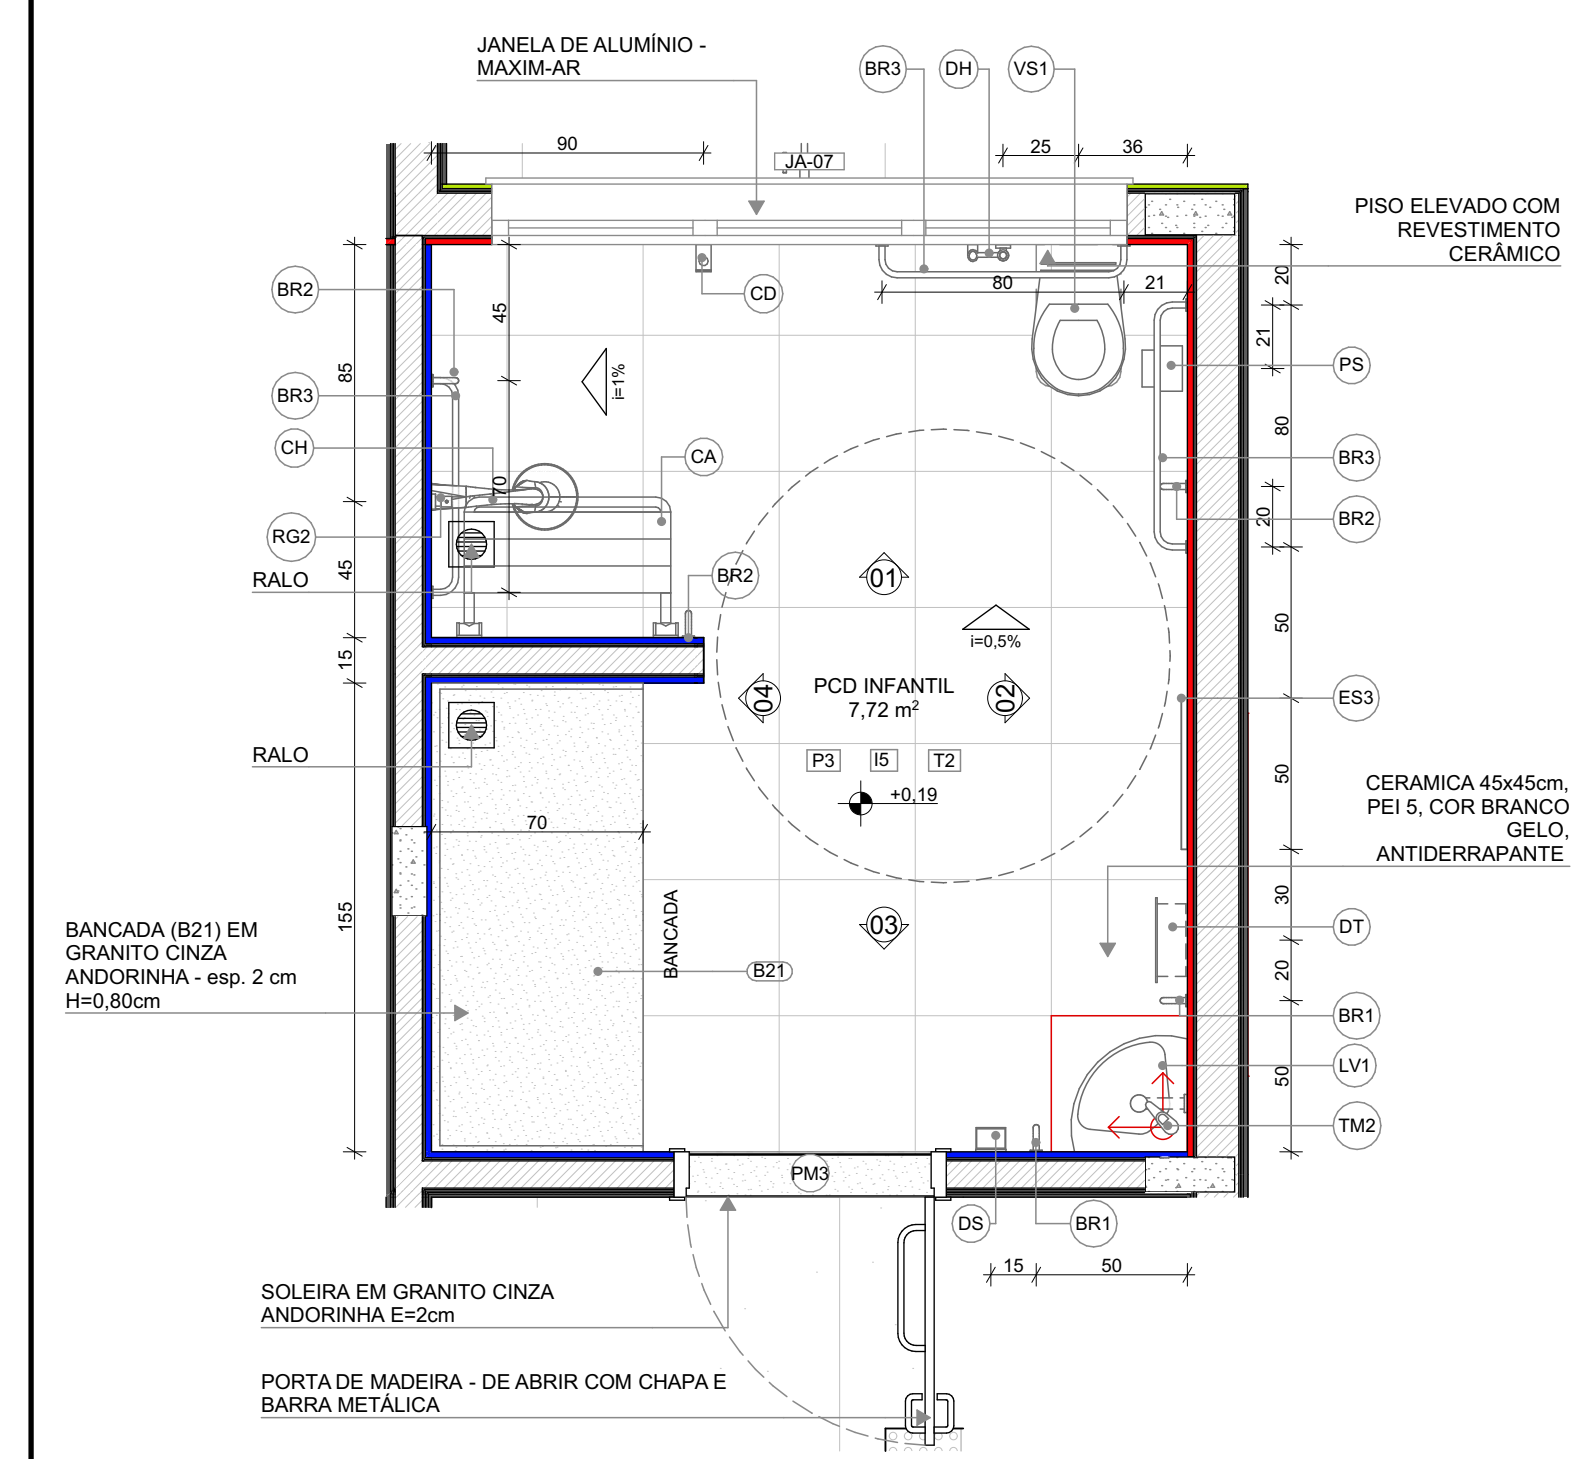 JANELA DE ALUMÍNIO -
MAXIM-AR
BR3
DH
VS1
90
JA-07
25
36
PISO ELEVADO COM
REVESTIMENTO
CERÂMICO
BR2
CD
80
21
20
45
i=1%
21
PS
85
BR3
80
CH
CA
BR3
70
RG2
20
BR2
RALO
45
BR2
01
i=0,5%
50
15
04
PCD INFANTIL
7,72 m²
02
ES3
RALO
P3
I5
T2
50
+0,19
CERAMICA 45x45cm,
PEI 5, COR BRANCO
GELO,
ANTIDERRAPANTE
70
155
BANCADA (B21) EM
GRANITO CINZA
ANDORINHA - esp. 2 cm
H=0,80cm
BANCADA
B21
03
30
DT
20
BR1
50
LV1
TM2
PM3
DS
BR1
15
50
SOLEIRA EM GRANITO CINZA
ANDORINHA E=2cm
PORTA DE MADEIRA - DE ABRIR COM CHAPA E
BARRA METÁLICA